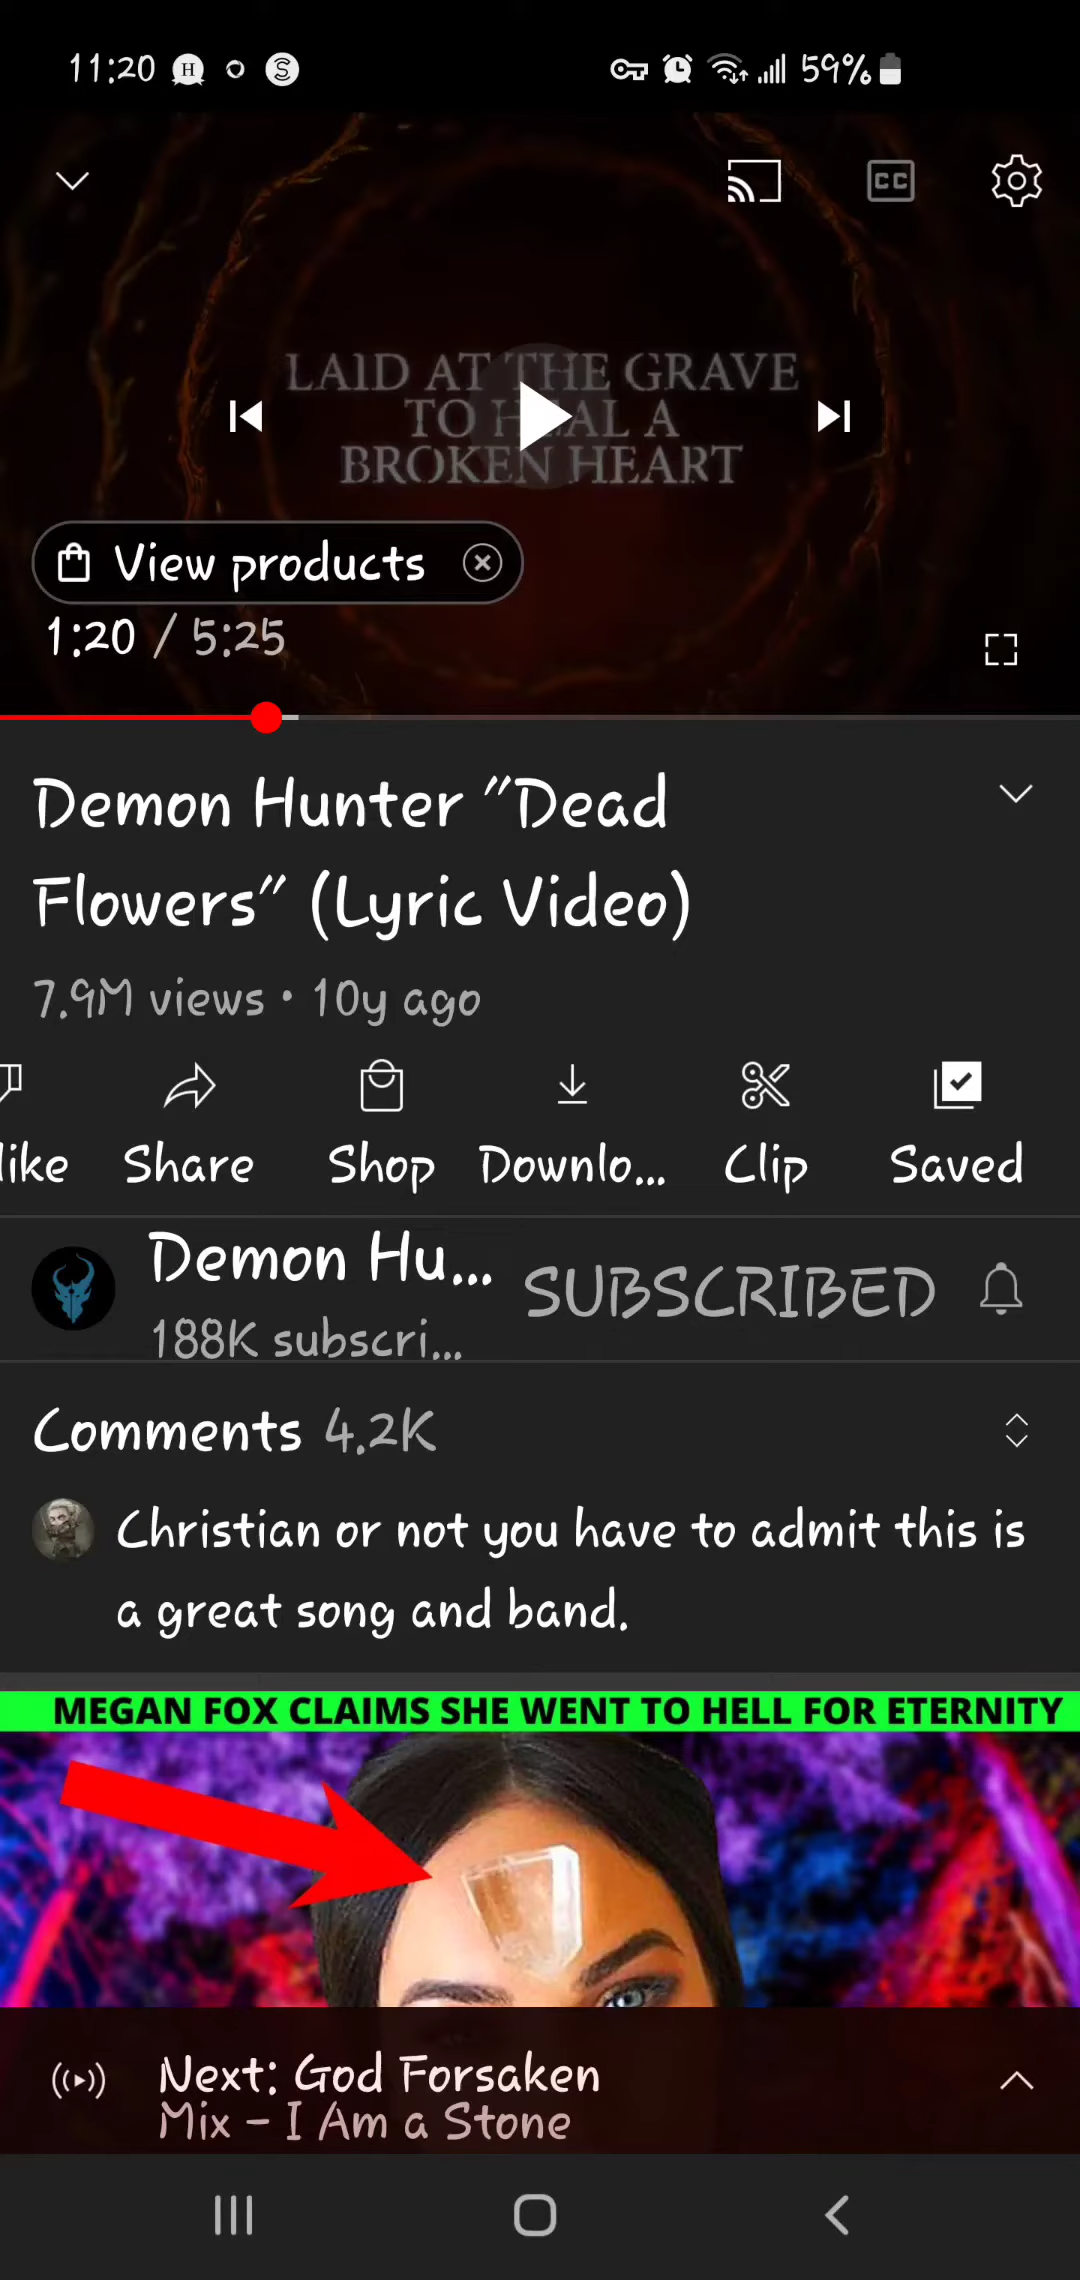 11:20 H S 59%
CC
LAID AT THE GRAVE
TO HEAL A
BROKEN HEART
View products
1:20 / 5:25
Demon Hunter "Dead
Flowers" (Lyric Video)
7.9M views • 10y ago
like Share Shop Downlo... Clip Saved
Demon Hu...
SUBSCRIBED
188K subscri...
Comments 4.2K
Christian or not you have to admit this is
a great song and band.
MEGAN FOX CLAIMS SHE WENT TO HELL FOR ETERNITY
Next: God Forsaken
Mix - I Am a Stone